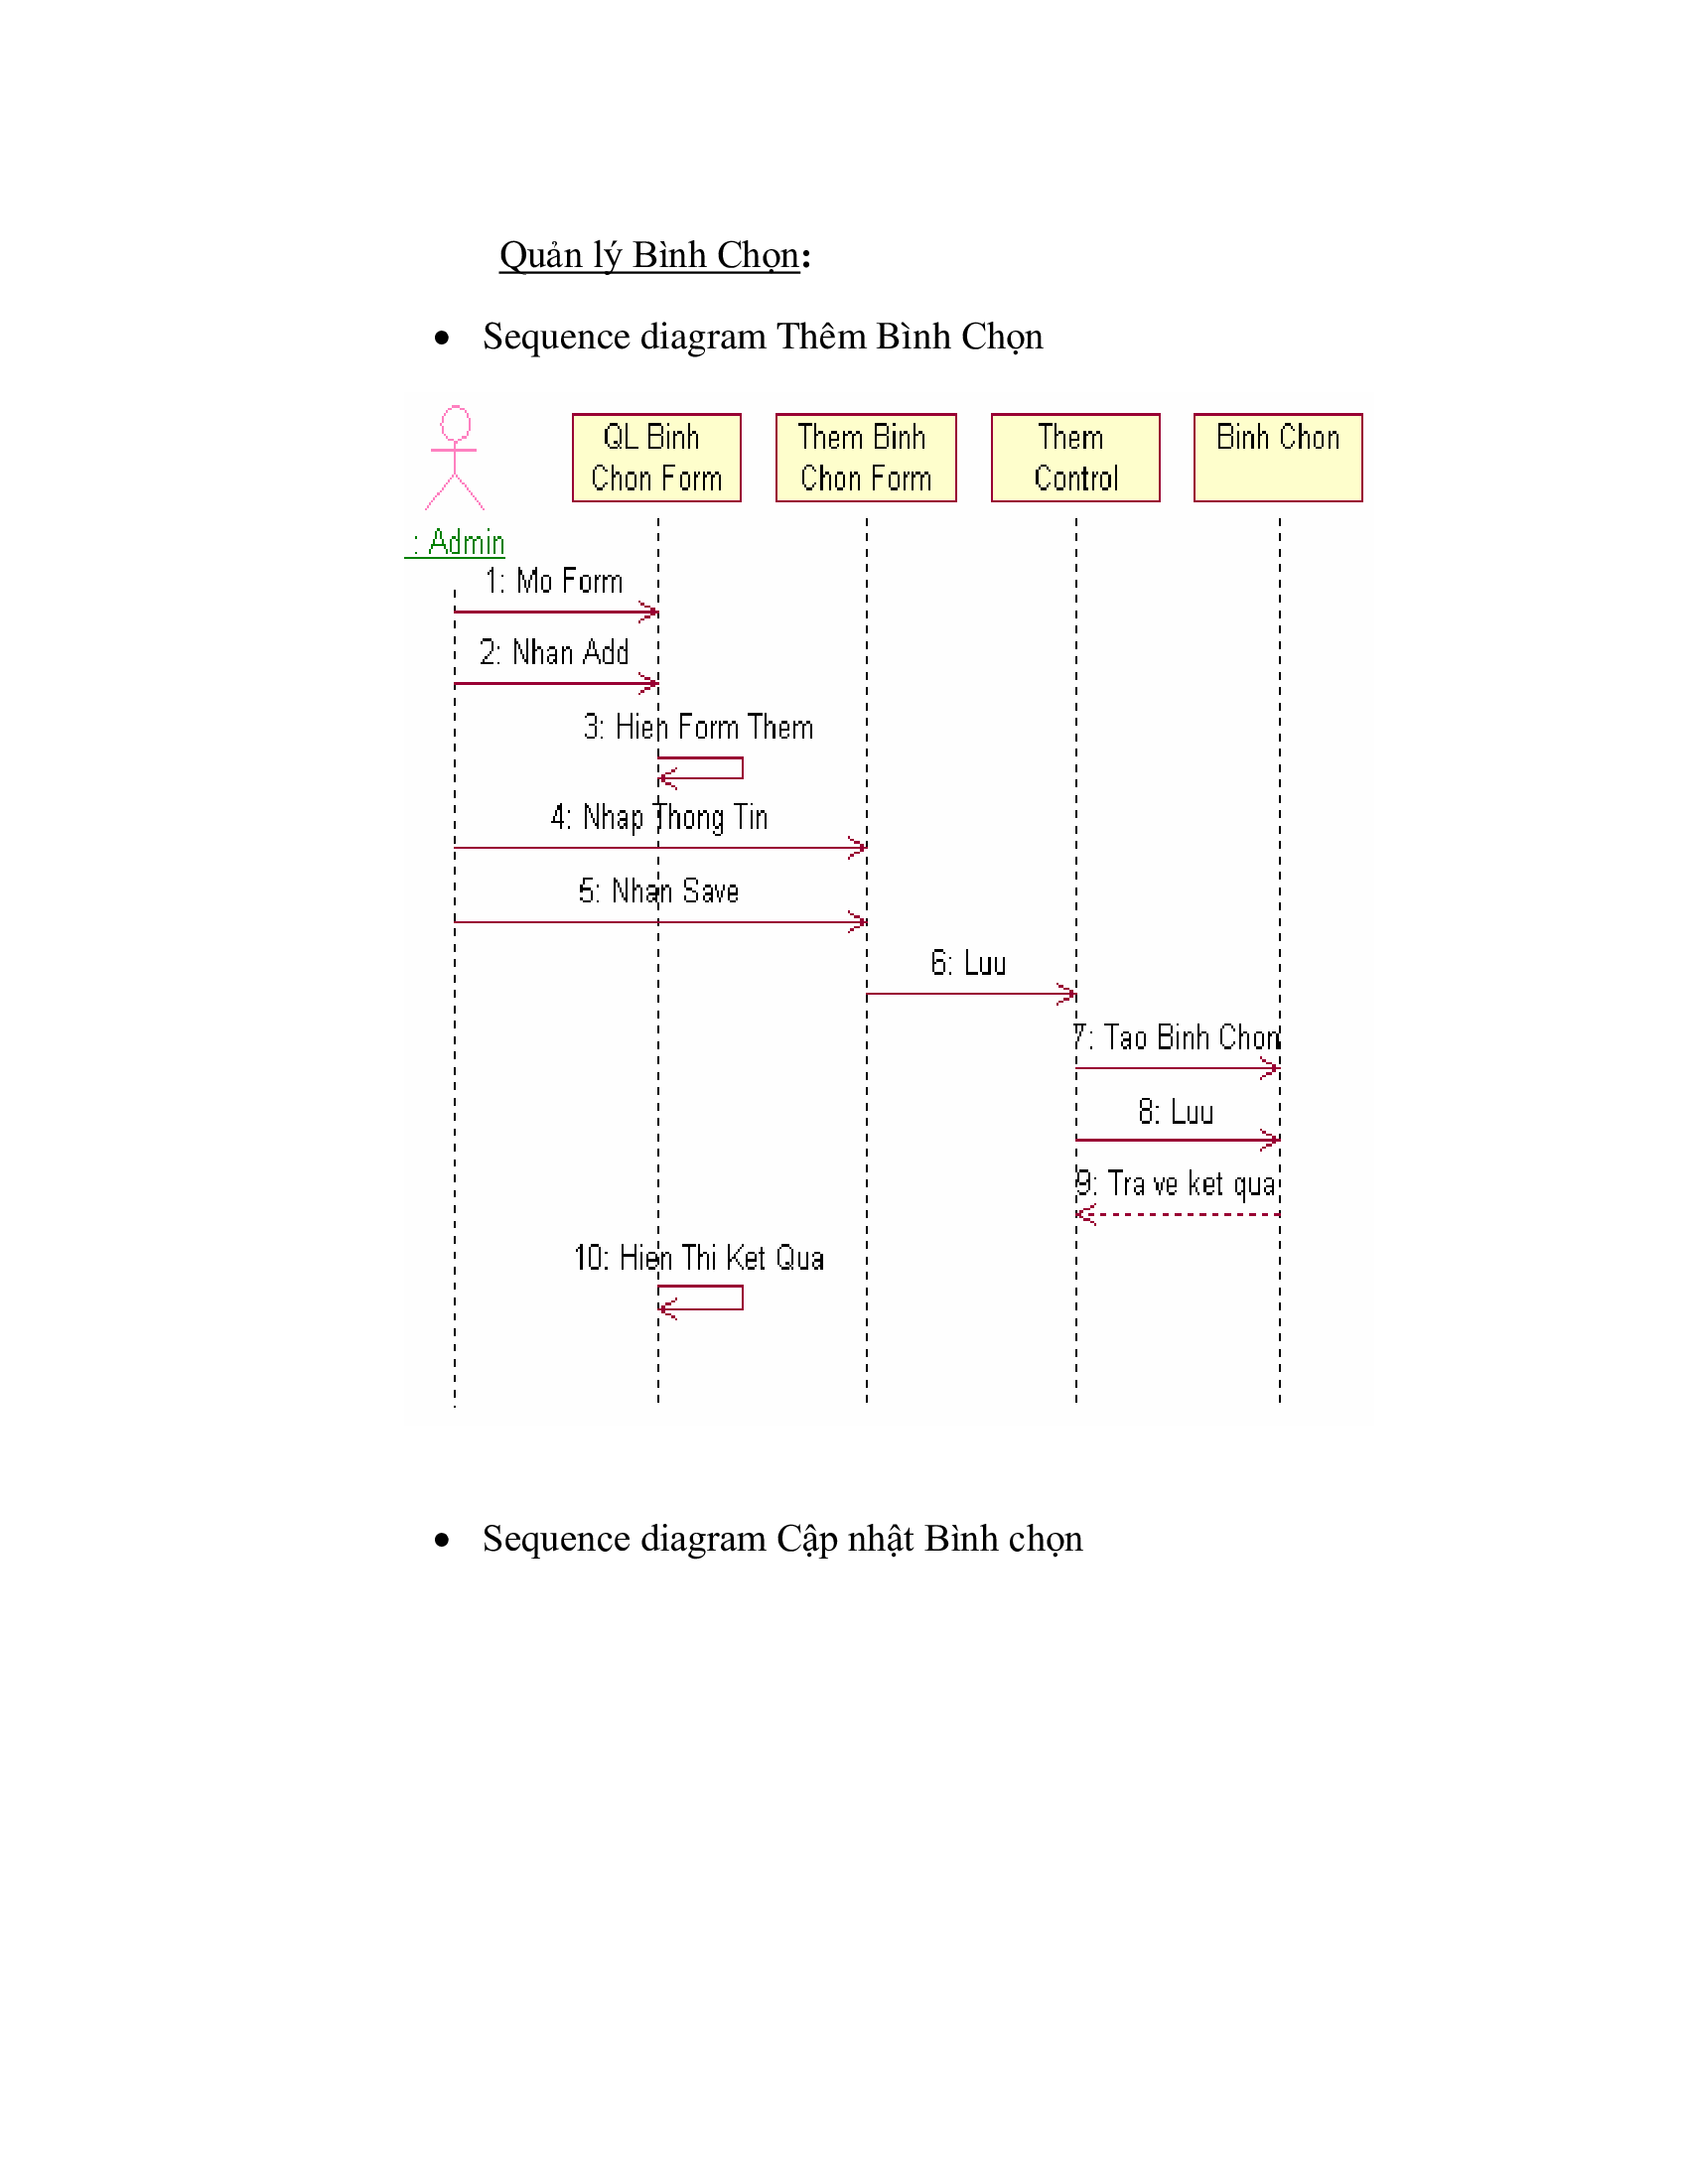 Quản lý Bình Chọn:
• Sequence diagram Thêm Bình Chọn
QL Binh
Chon Form
Them Binh
Chon Form
Them
Control
Binh Chon
: Admin
1: Mo Form
2: Nhan Add
3: Hien Form Them
4: Nhap Thong Tin
5: Nhan Save
6: Luu
7: Tao Binh Chon
8: Luu
9: Tra ve ket qua
10: Hien Thi Ket Qua
• Sequence diagram Cập nhật Bình chọn